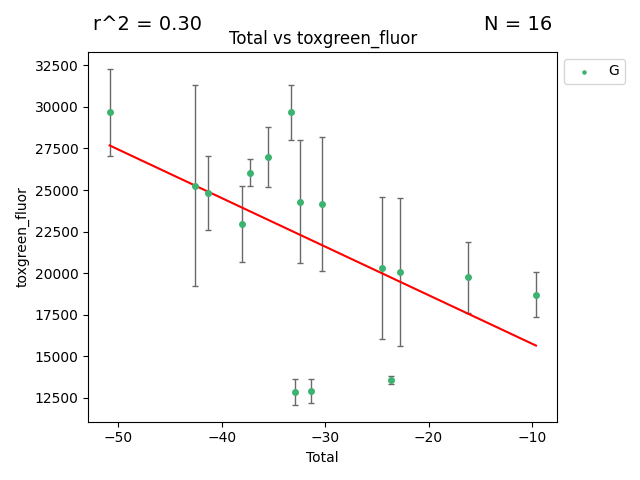 r^2 = 0.30
N = 16
Total vs toxgreen_fluor
G
toxgreen_fluor
32500
30000
27500
25000
22500
20000
17500
15000
12500
−50
−40
−30
−20
−10
Total